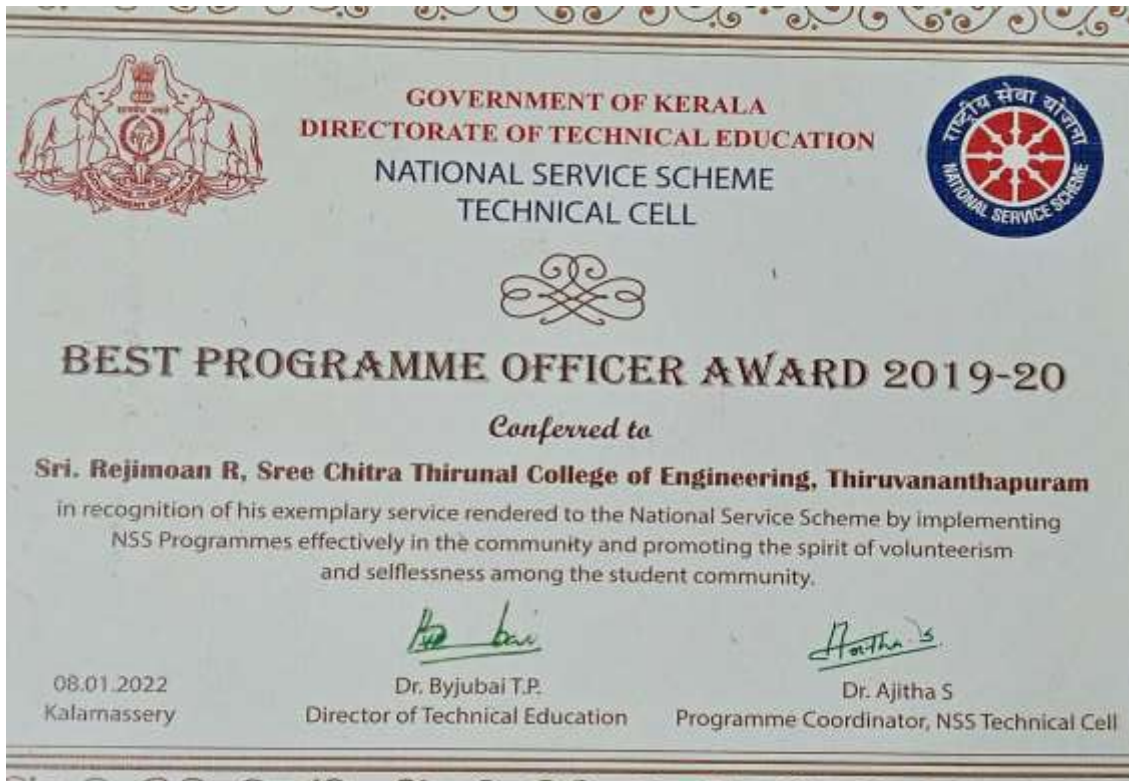 GOVERNMENT OF KERALA
DIRECTORATE OF TECHNICAL EDUCATION
NATIONAL SERVICE SCHEME
TECHNICAL CELL
राष्ट्रीय सेवा योजना
NATIONAL SERVICE SCHEME
BEST PROGRAMME OFFICER AWARD 2019-20
Conferred to
Sri. Rejimoan R, Sree Chitra Thirunal College of Engineering, Thiruvananthapuram
in recognition of his exemplary service rendered to the National Service Scheme by implementing
NSS Programmes effectively in the community and promoting the spirit of volunteerism
and selflessness among the student community.
08.01.2022
Kalamassery
Dr. Byjubai T.P.
Director of Technical Education
Dr. Ajitha S
Programme Coordinator, NSS Technical Cell